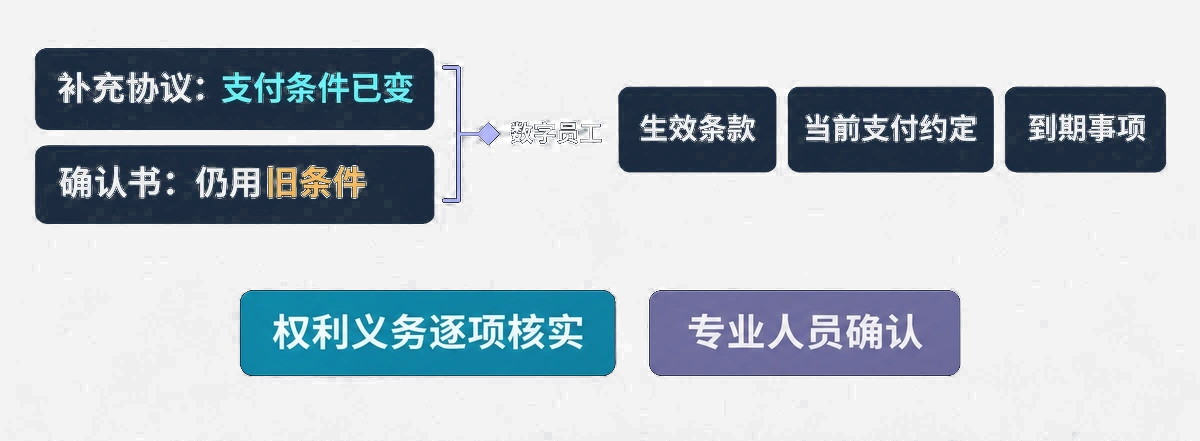 补充协议：支付条件已变
确认书：仍用旧条件
数字员工
生效条款
当前支付约定
到期事项
权利义务逐项核实
专业人员确认